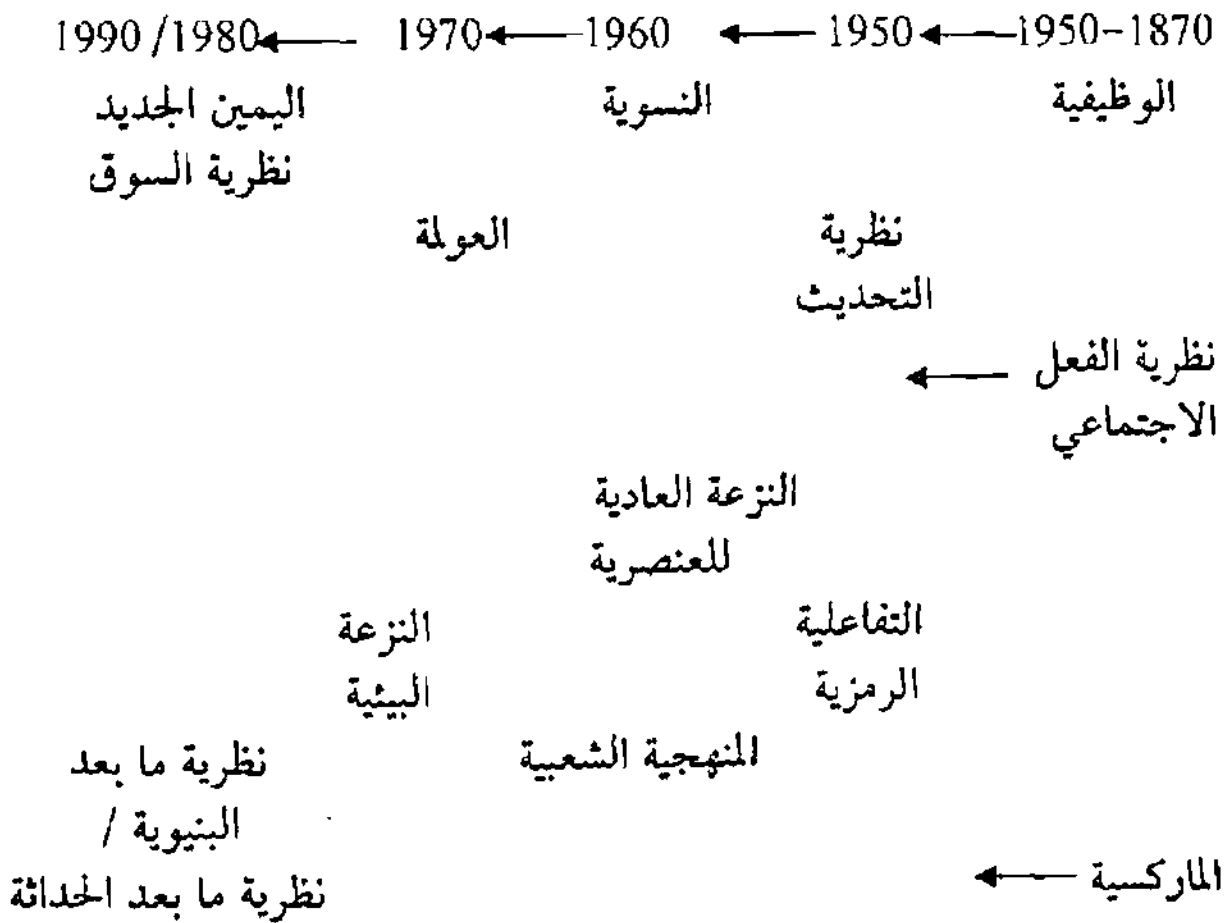 1950-1870 ← 1950 ← 1960 ← 1970 ← 1990 /1980
الوظيفية النسوية اليمين الجديد
نظرية السوق
نظرية العولمة
التحديث
نظرية الفعل ←
الاجتماعي
النزعة العادية
للعنصرية
التفاعلية النزعة
الرمزية البيئية
المنهجية الشعبية نظرية ما بعد
البنيوية /
الماركسية ← نظرية ما بعد الحداثة